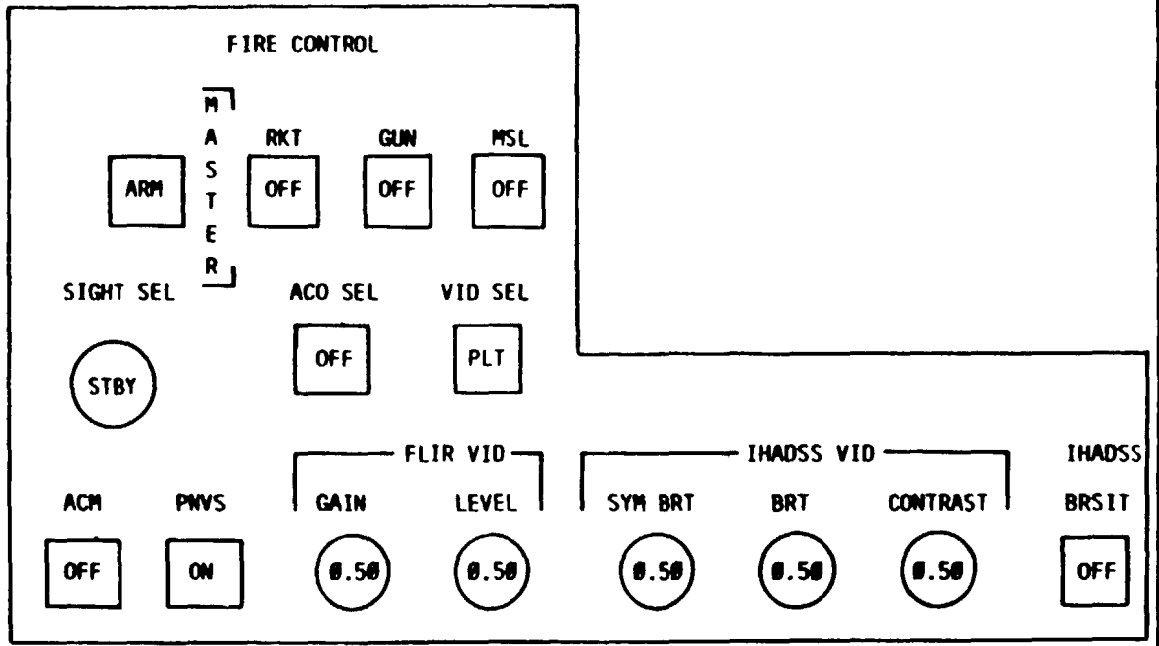 FIRE CONTROL
MASTER
RKT GUN MSL
ARM OFF OFF OFF
SIGHT SEL ACO SEL VID SEL
STBY OFF PLT
FLIR VID IHADSS VID IHADSS
ACM PNVS GAIN LEVEL SYM BRT BRT CONTRAST BRSIT
OFF ON 0.50 0.50 0.50 0.50 0.50 OFF